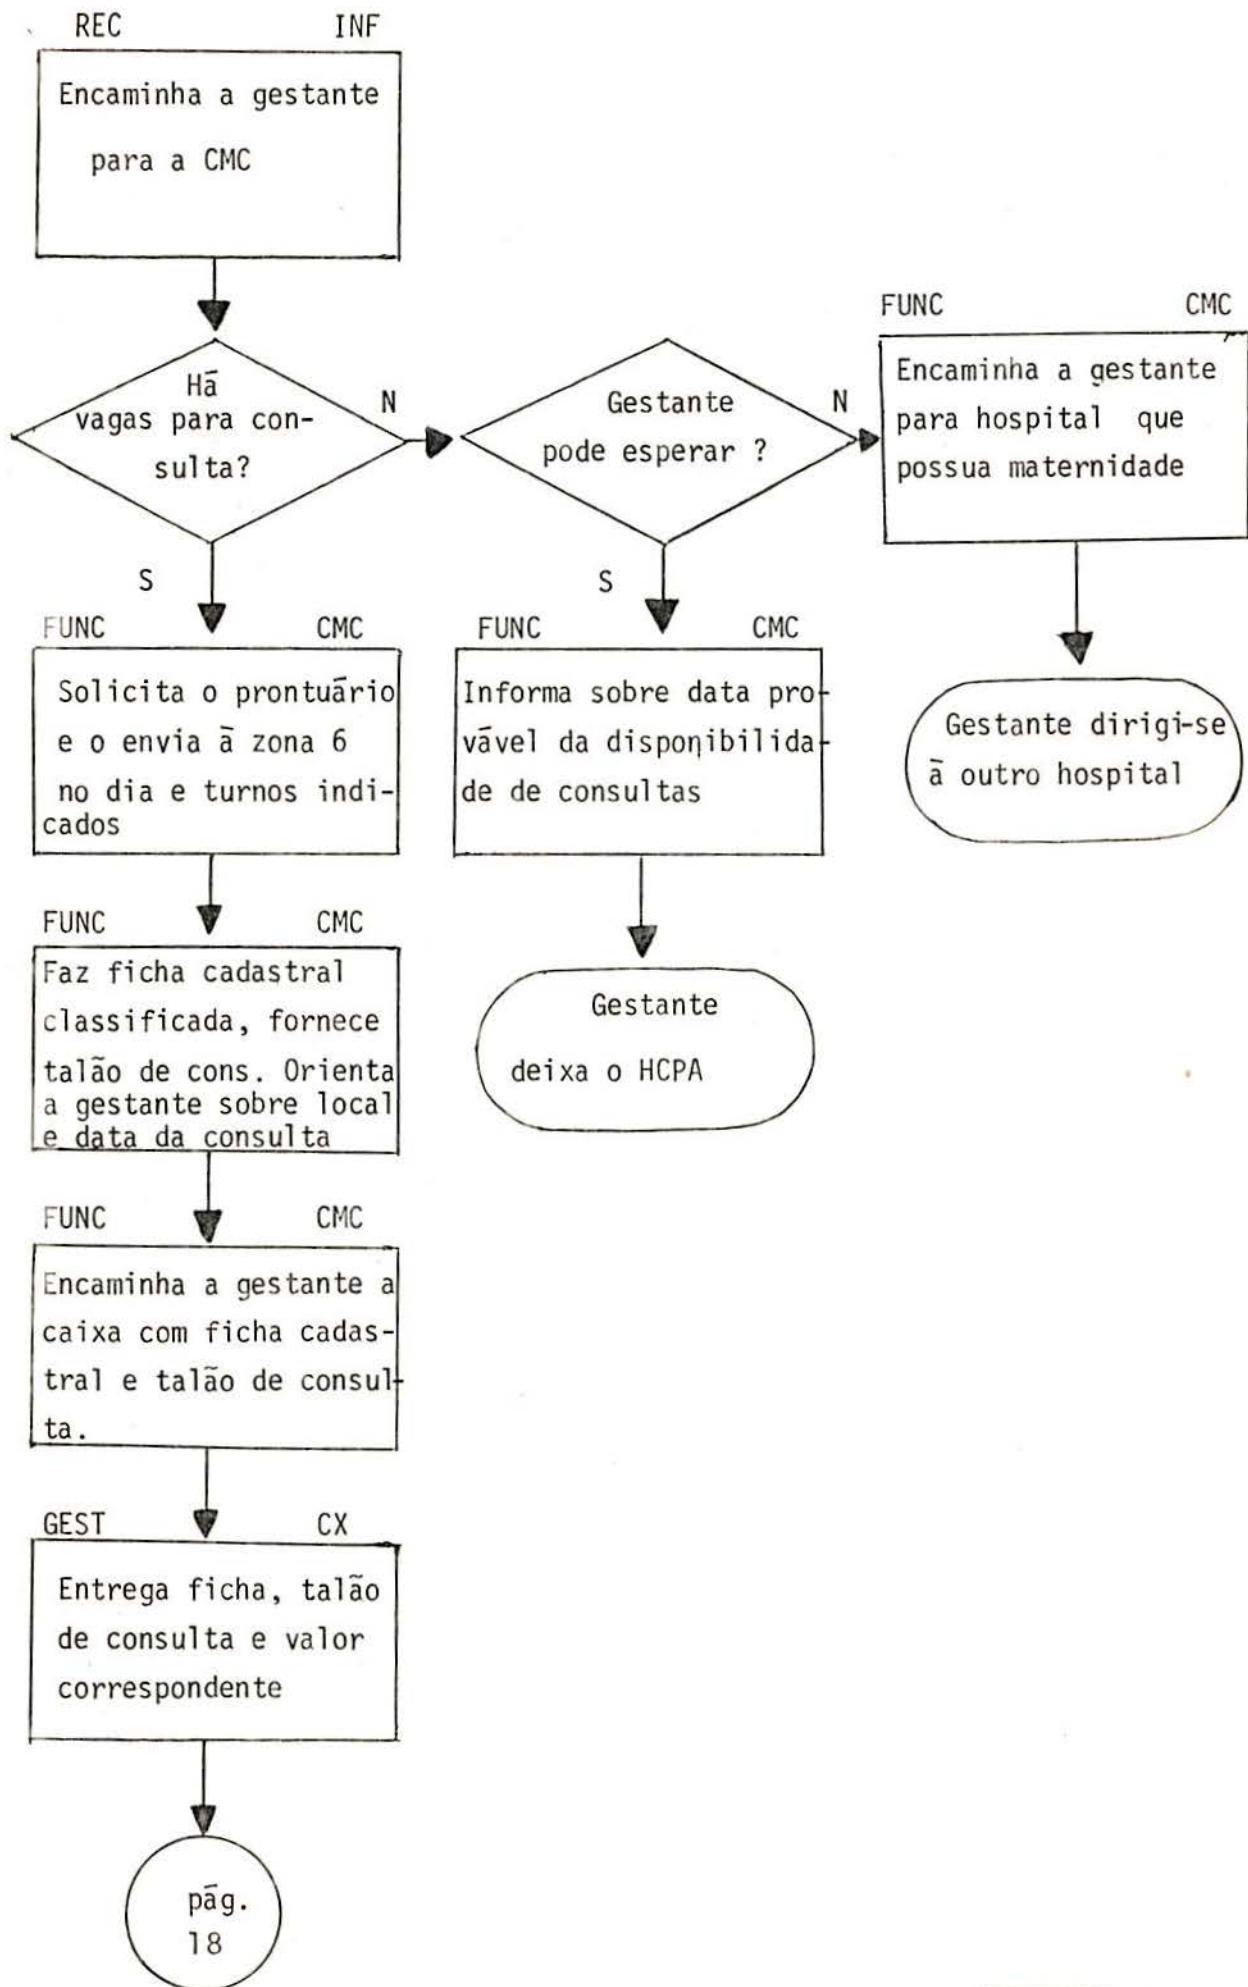 REC INF
Encaminha a gestante
para a CMC
Hā
vagas para con-
sulta?
N
S
Gestante
pode esperar ?
N
S
FUNC CMC
Encaminha a gestante
para hospital que
possua maternidade
Gestante dirigi-se
ā outro hospital
FUNC CMC
Informa sobre data pro-
vāvel da disponibilida-
de de consultas
Gestante
deixa o HCPA
FUNC CMC
Solicita o prontuārio
e o envia ā zona 6
no dia e turnos indi-
cados
FUNC CMC
Faz ficha cadastral
classificada, fornece
talão de cons. Orienta
a gestante sobre local
e data da consulta
FUNC CMC
Encaminha a gestante a
caixa com ficha cadas-
tral e talão de consul-
ta.
GEST CX
Entrega ficha, talão
de consulta e valor
correspondente
pāg.
18